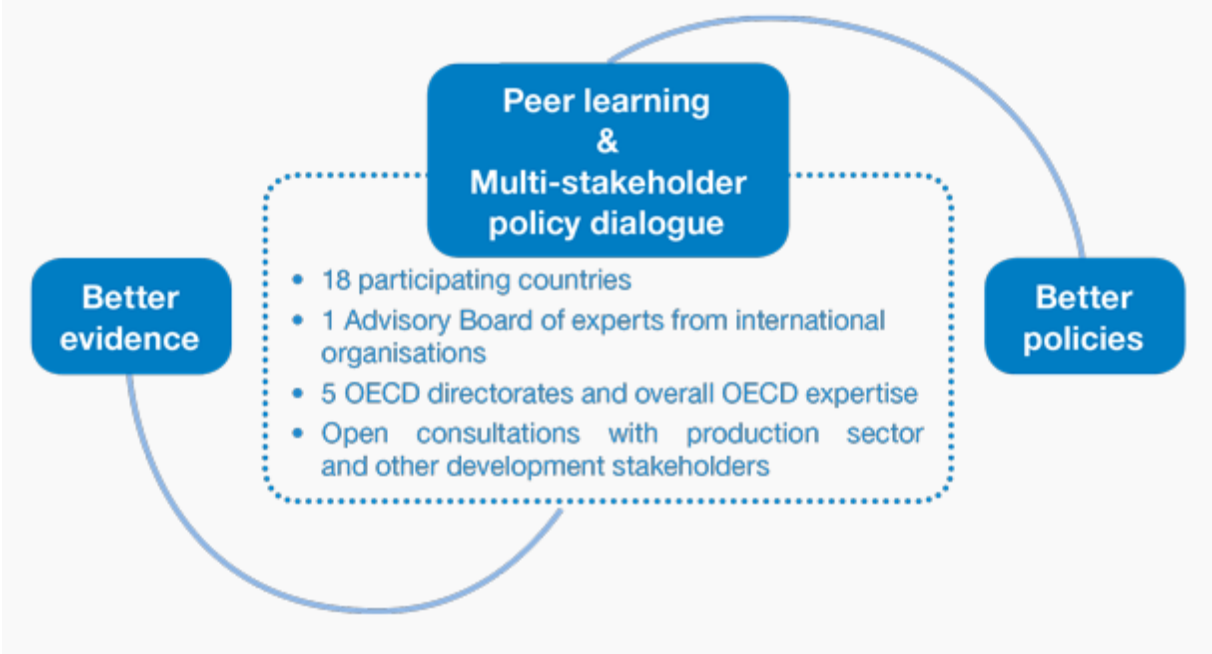 Peer learning
&
Multi-stakeholder
policy dialogue
Better
evidence
• 18 participating countries
• 1 Advisory Board of experts from international
organisations
• 5 OECD directorates and overall OECD expertise
• Open consultations with production sector
and other development stakeholders
Better
policies